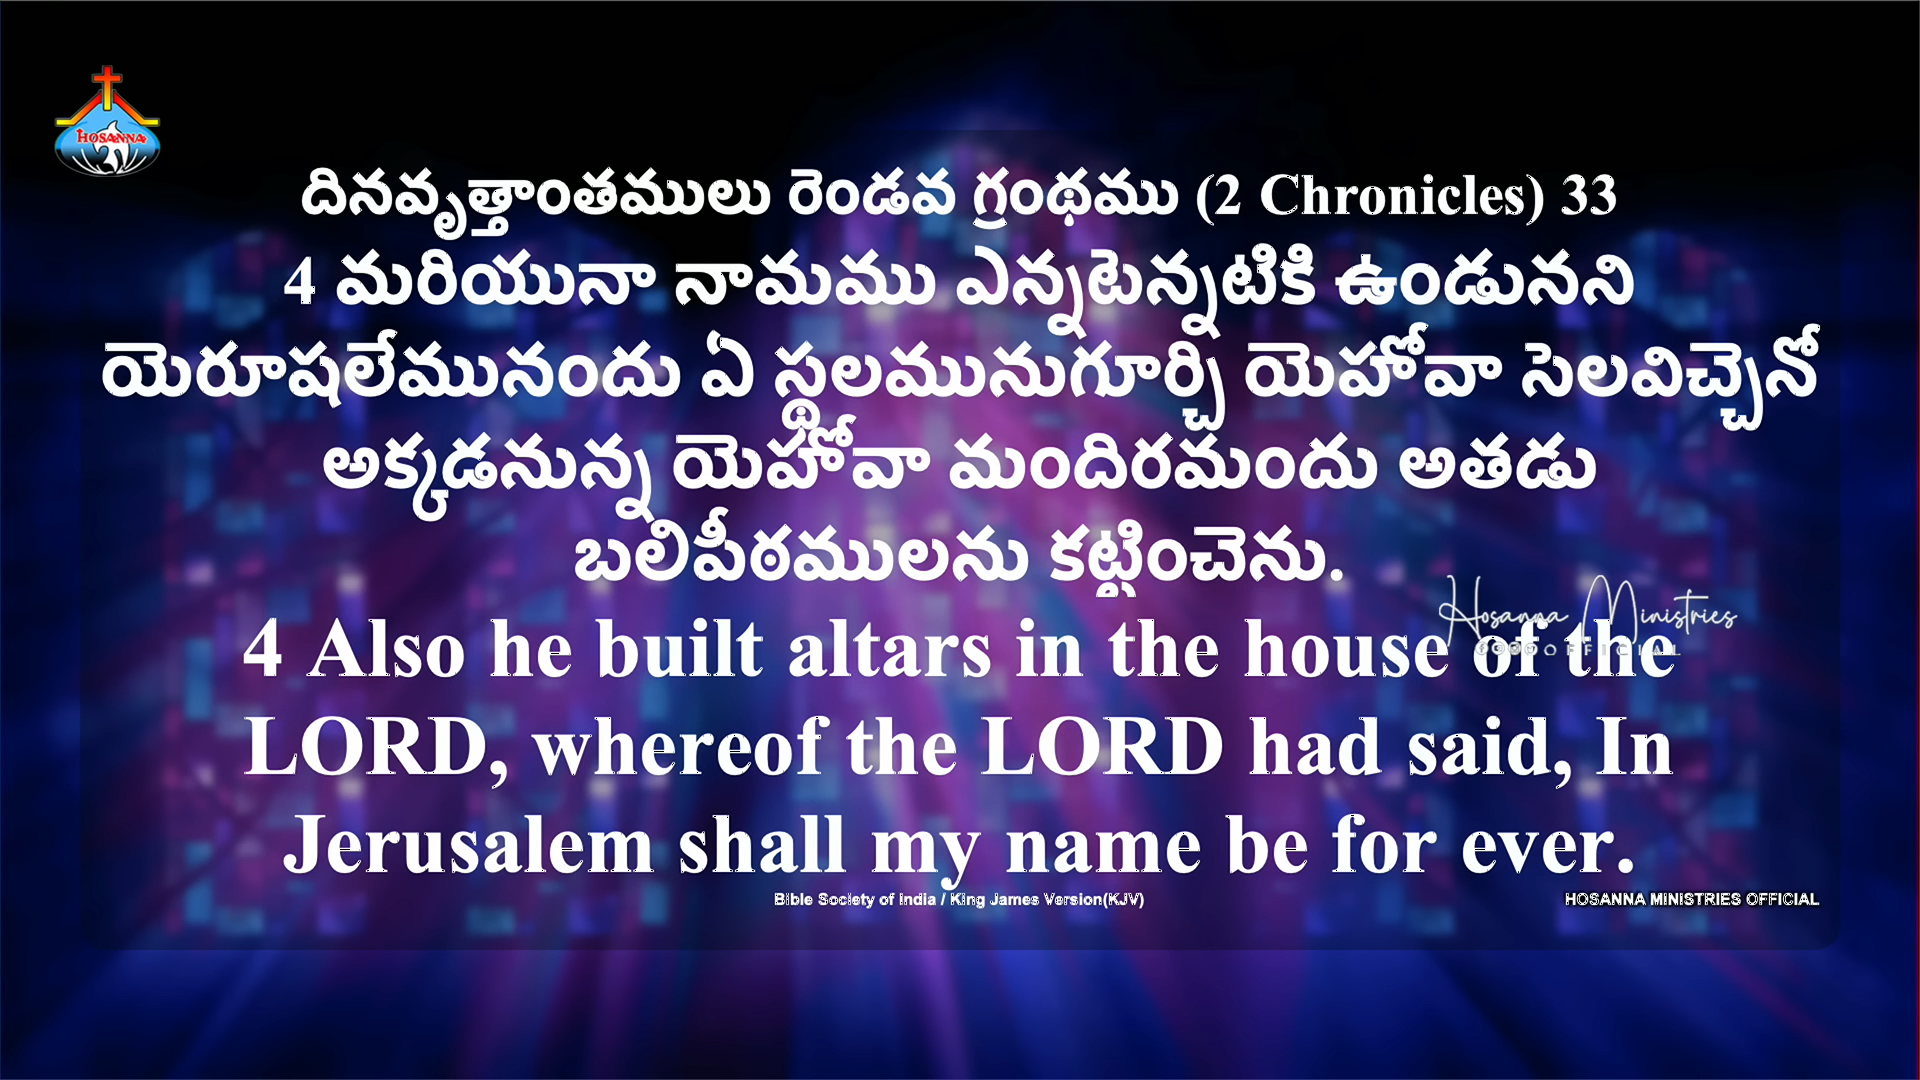 HOSANNA
దినవృత్తాంతములు రెండవ గ్రంథము (2 Chronicles) 33
4 మరియునా నామము ఎన్నటెన్నటికి ఉండునని
యెరూషలేమునందు ఏ స్థలమునుగూర్చి యెహోవా సెలవిచ్చెనో
అక్కడనున్న యెహోవా మందిరమందు అతడు
బలిపీఠములను కట్టించెను.
Hosanna Ministries
OFFICIAL
4 Also he built altars in the house of the
LORD, whereof the LORD had said, In
Jerusalem shall my name be for ever.
Bible Society of India / King James Version(KJV)
HOSANNA MINISTRIES OFFICIAL